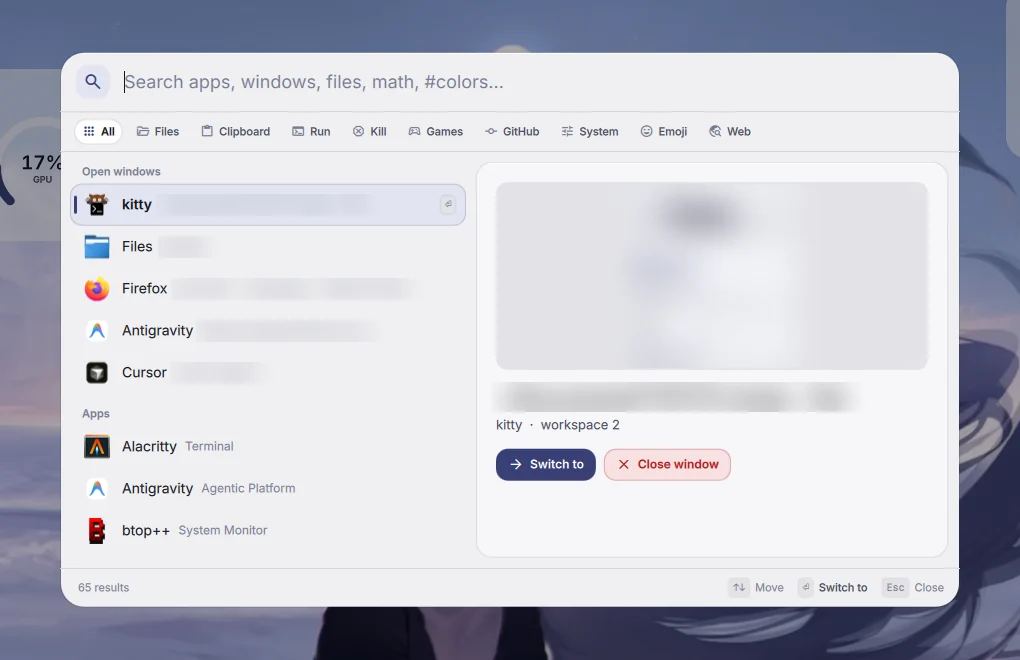 Search apps, windows, files, math, #colors...
All Files Clipboard Run Kill Games GitHub System Emoji Web
17%
GPU
Open windows
kitty
Files
Firefox
Antigravity
Cursor
Apps
Alacritty Terminal
Antigravity Agentic Platform
btop++ System Monitor
kitty · workspace 2
Switch to Close window
65 results
Move Switch to Esc Close